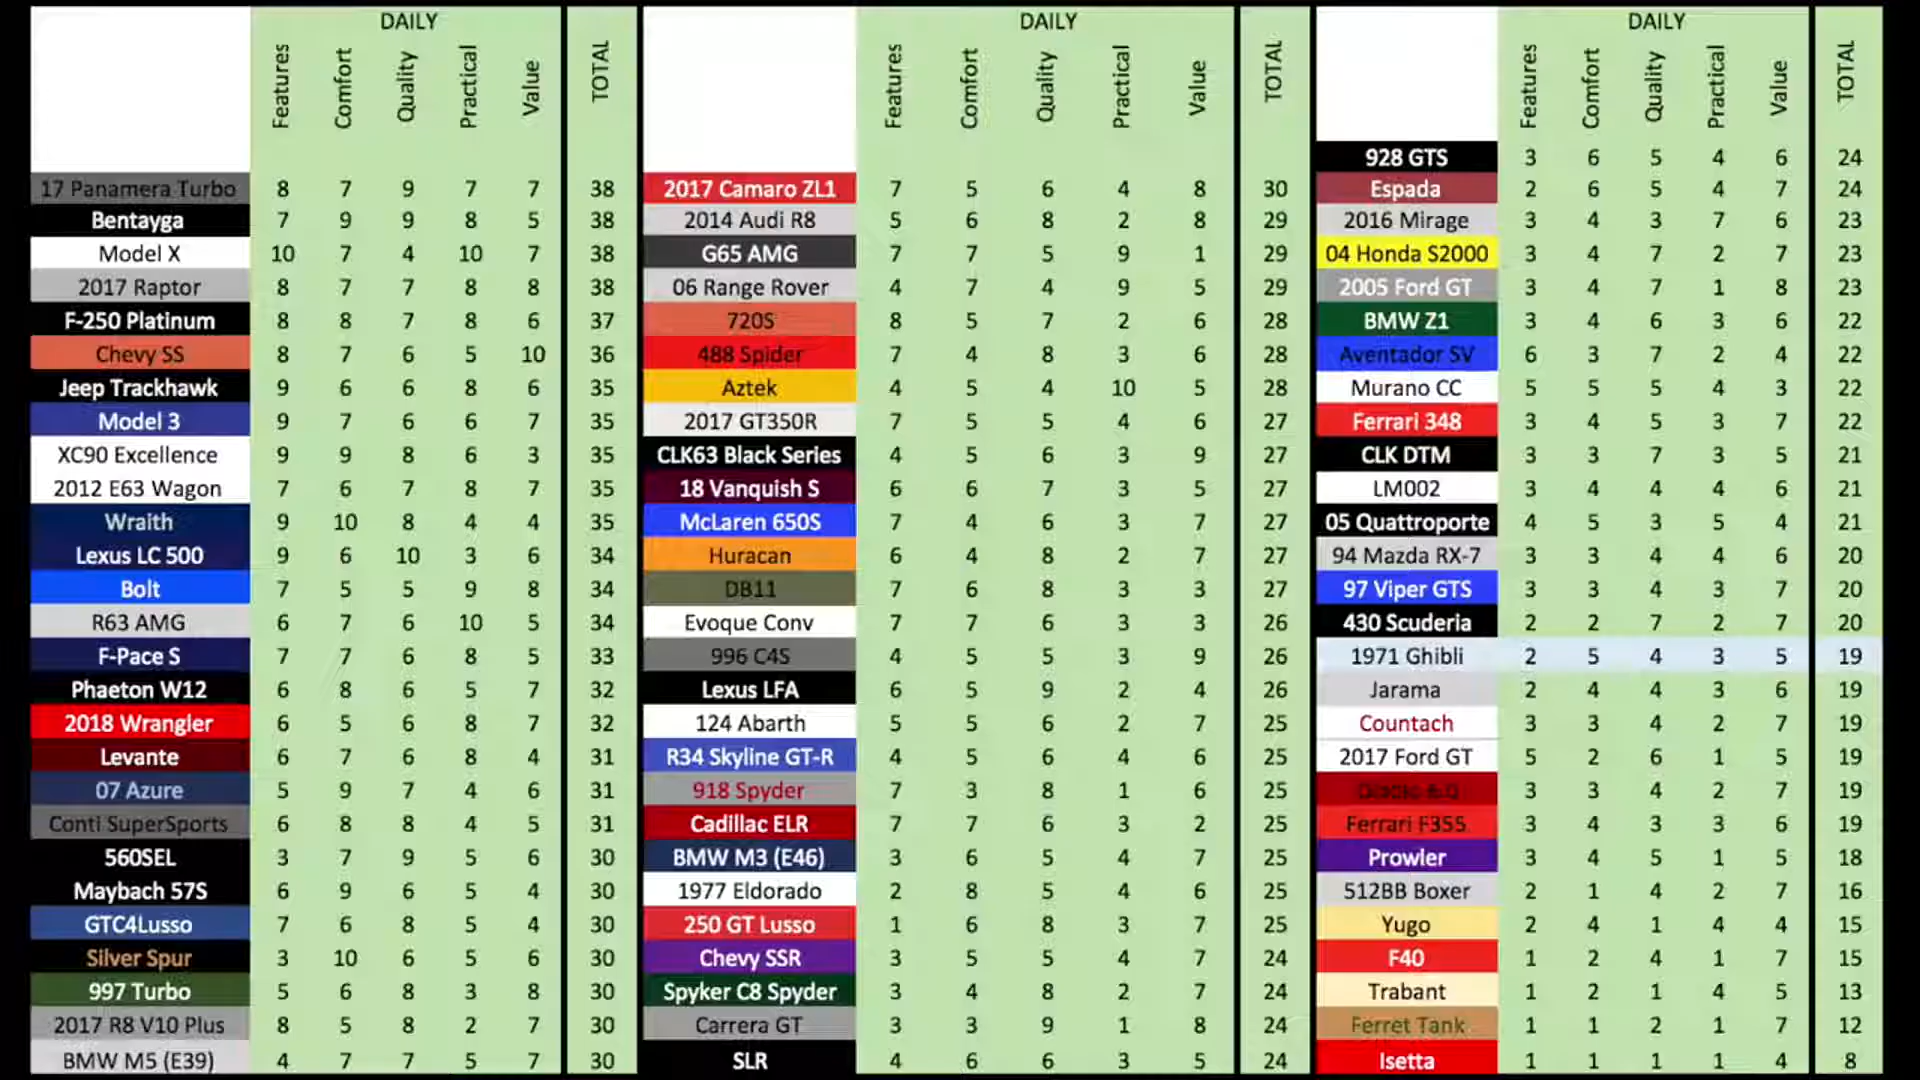 DAILY
Features Comfort Quality Practical Value TOTAL
17 Panamera Turbo 8 7 9 7 7 38
Bentayga 7 9 9 8 5 38
Model X 10 7 4 10 7 38
2017 Raptor 8 7 7 8 8 38
F-250 Platinum 8 8 7 8 6 37
Chevy SS 8 7 6 5 10 36
Jeep Trackhawk 9 6 6 8 6 35
Model 3 9 7 6 6 7 35
XC90 Excellence 9 9 8 6 3 35
2012 E63 Wagon 7 6 7 8 7 35
Wraith 9 10 8 4 4 35
Lexus LC 500 9 6 10 3 6 34
Bolt 7 5 5 9 8 34
R63 AMG 6 7 6 10 5 34
F-Pace S 7 7 6 8 5 33
Phaeton W12 6 8 6 5 7 32
2018 Wrangler 6 5 6 8 7 32
Levante 6 7 6 8 4 31
07 Azure 5 9 7 4 6 31
Conti SuperSports 6 8 8 4 5 31
560SEL 3 7 9 5 6 30
Maybach 57S 6 9 6 5 4 30
GTC4Lusso 7 6 8 5 4 30
Silver Spur 3 10 6 5 6 30
997 Turbo 5 6 8 3 8 30
2017 R8 V10 Plus 8 5 8 2 7 30
BMW M5 (E39) 4 7 7 5 7 30
DAILY
Features Comfort Quality Practical Value TOTAL
2017 Camaro ZL1 7 5 6 4 8 30
2014 Audi R8 5 6 8 2 8 29
G65 AMG 7 7 5 9 1 29
06 Range Rover 4 7 4 9 5 29
720S 8 5 7 2 6 28
488 Spider 7 4 8 3 6 28
Aztek 4 5 4 10 5 28
2017 GT350R 7 5 5 4 6 27
CLK63 Black Series 4 5 6 3 9 27
18 Vanquish S 6 6 7 3 5 27
McLaren 650S 7 4 6 3 7 27
Huracan 6 4 8 2 7 27
DB11 7 6 8 3 3 27
Evoque Conv 7 7 6 3 3 26
996 C4S 4 5 5 3 9 26
Lexus LFA 6 5 9 2 4 26
124 Abarth 5 5 6 2 7 25
R34 Skyline GT-R 4 5 6 4 6 25
918 Spyder 7 3 8 1 6 25
Cadillac ELR 7 7 6 3 2 25
BMW M3 (E46) 3 6 5 4 7 25
1977 Eldorado 2 8 5 4 6 25
250 GT Lusso 1 6 8 3 7 25
Chevy SSR 3 5 5 4 7 24
Spyker C8 Spyder 3 4 8 2 7 24
Carrera GT 3 3 9 1 8 24
SLR 4 6 6 3 5 24
DAILY
Features Comfort Quality Practical Value TOTAL
928 GTS 3 6 5 4 6 24
Espada 2 6 5 4 7 24
2016 Mirage 3 4 3 7 6 23
04 Honda S2000 3 4 7 2 7 23
2005 Ford GT 3 4 7 1 8 23
BMW Z1 3 4 6 3 6 22
Aventador SV 6 3 7 2 4 22
Murano CC 5 5 5 4 3 22
Ferrari 348 3 4 5 3 7 22
CLK DTM 3 3 7 3 5 21
LM002 3 4 4 4 6 21
05 Quattroporte 4 5 3 5 4 21
94 Mazda RX-7 3 3 4 4 6 20
97 Viper GTS 3 3 4 3 7 20
430 Scuderia 2 2 7 2 7 20
1971 Ghibli 2 5 4 3 5 19
Jarama 2 4 4 3 6 19
Countach 3 3 4 2 7 19
2017 Ford GT 5 2 6 1 5 19
Diablo 6.0 3 3 4 2 7 19
Ferrari F355 3 4 3 3 6 19
Prowler 3 4 5 1 5 18
512BB Boxer 2 1 4 2 7 16
Yugo 2 4 1 4 4 15
F40 1 2 4 1 7 15
Trabant 1 2 1 4 5 13
Ferret Tank 1 1 2 1 7 12
Isetta 1 1 1 1 4 8